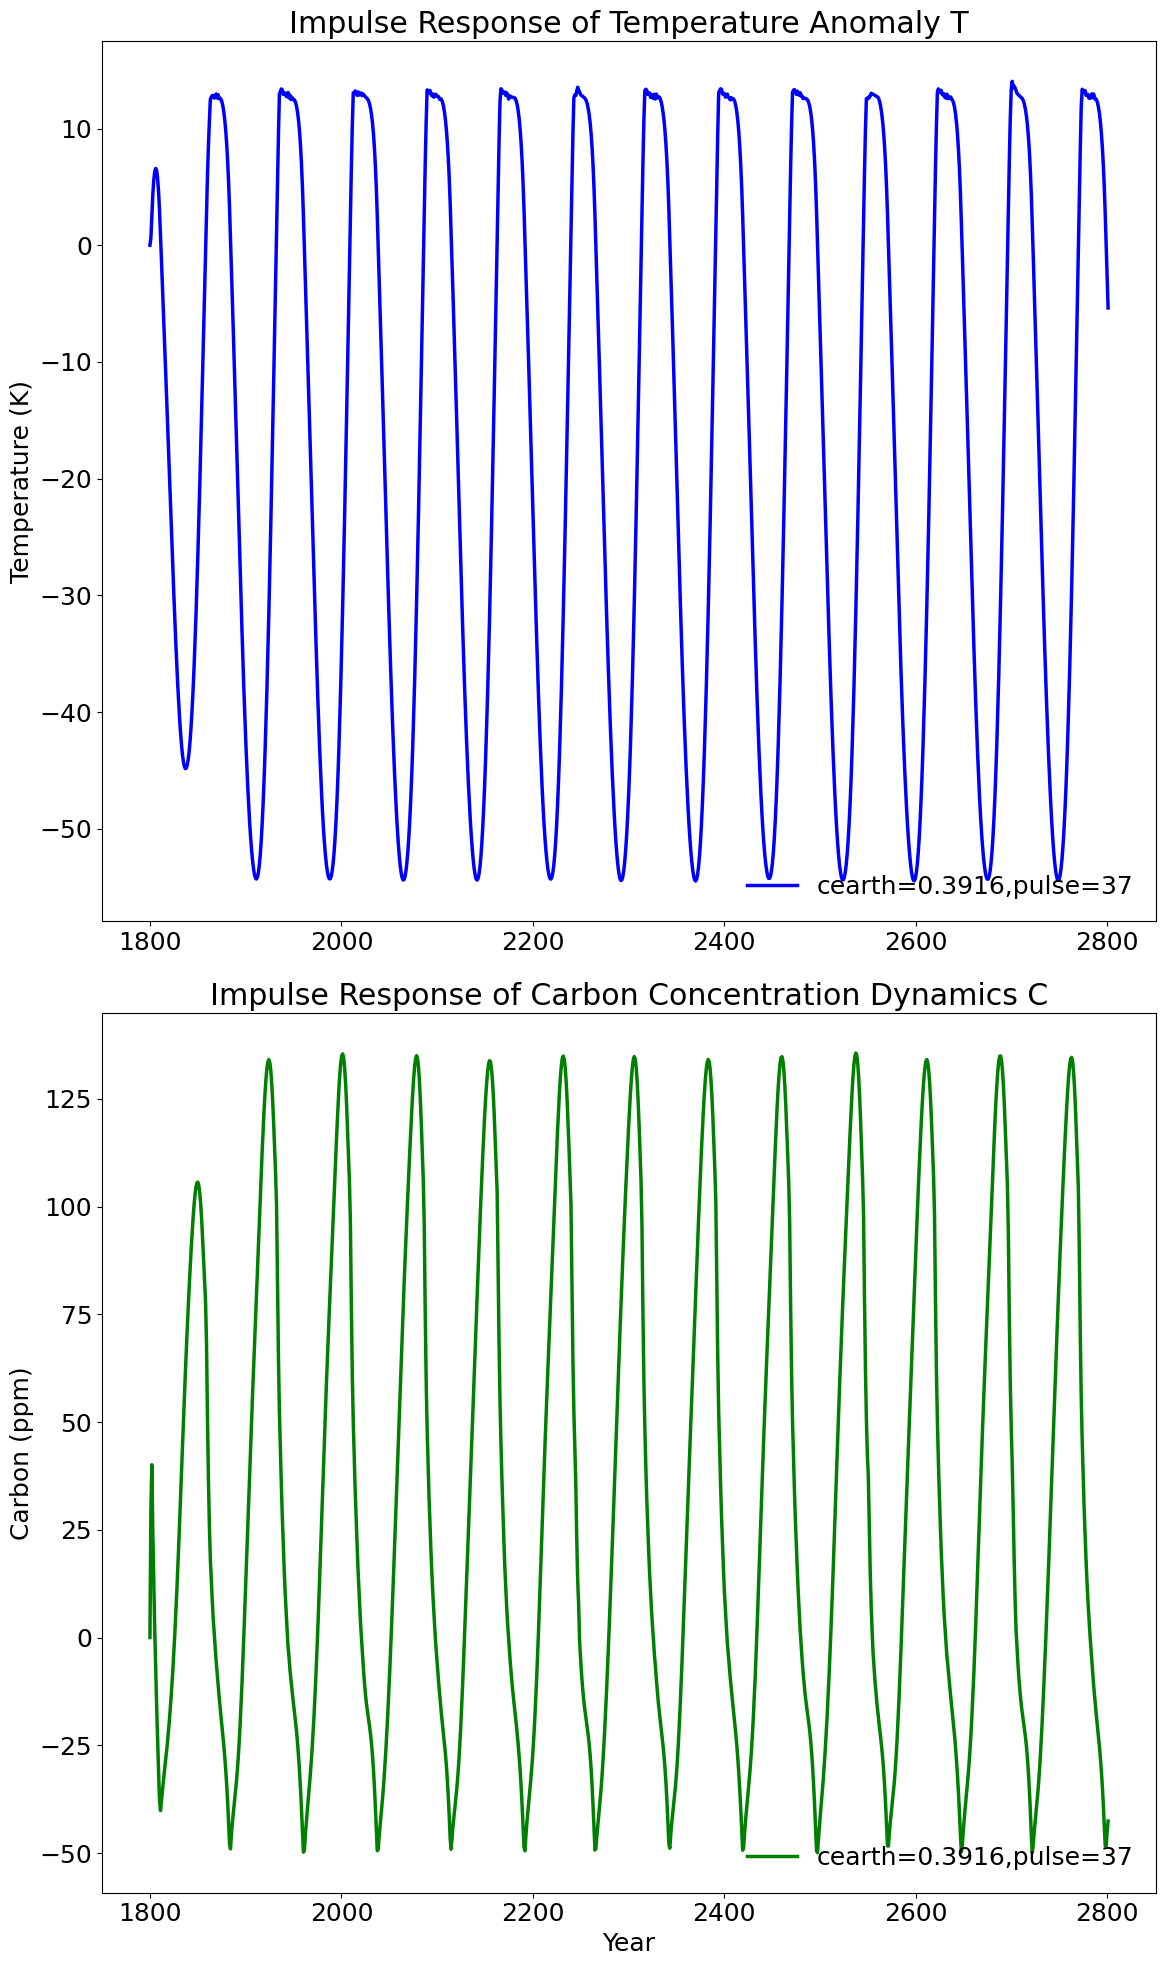 Impulse Response of Temperature Anomaly T
Temperature (K)
10
0
−10
−20
−30
−40
−50
cearth=0.3916,pulse=37
1800 2000 2200 2400 2600 2800
Impulse Response of Carbon Concentration Dynamics C
Carbon (ppm)
125
100
75
50
25
0
−25
−50
cearth=0.3916,pulse=37
1800 2000 2200 2400 2600 2800
Year